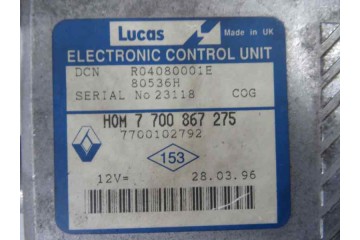 Lucas
Made in UK
ELECTRONIC CONTROL UNIT
DCN R04080001E
80536H
SERIAL No 23118 COG
HOM 7 700 867 275
7700102792
153
12V= 28.03.96